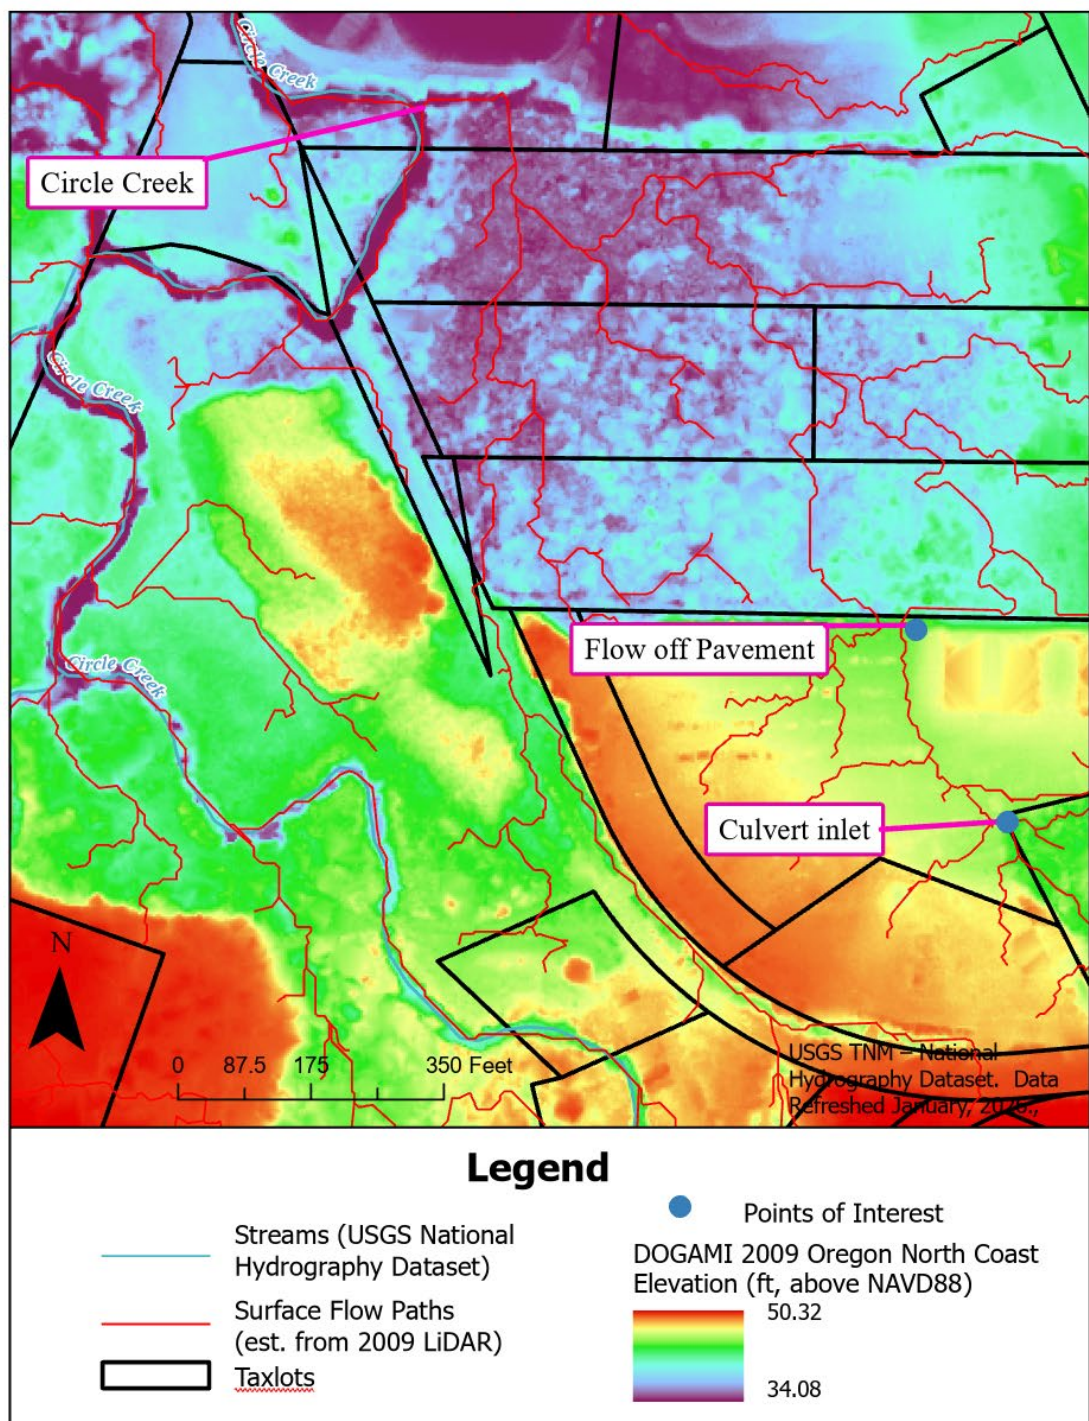 Circle Creek
Circle Creek
Circle Creek
Circle Creek
Flow off Pavement
Culvert inlet
N
0 87.5 175 350 Feet
USGS TNM – National
Hydrography Dataset. Data
Refreshed January, 2026.,
Legend
Streams (USGS National
Hydrography Dataset)
Surface Flow Paths
(est. from 2009 LiDAR)
Taxlots
Points of Interest
DOGAMI 2009 Oregon North Coast
Elevation (ft, above NAVD88)
50.32
34.08